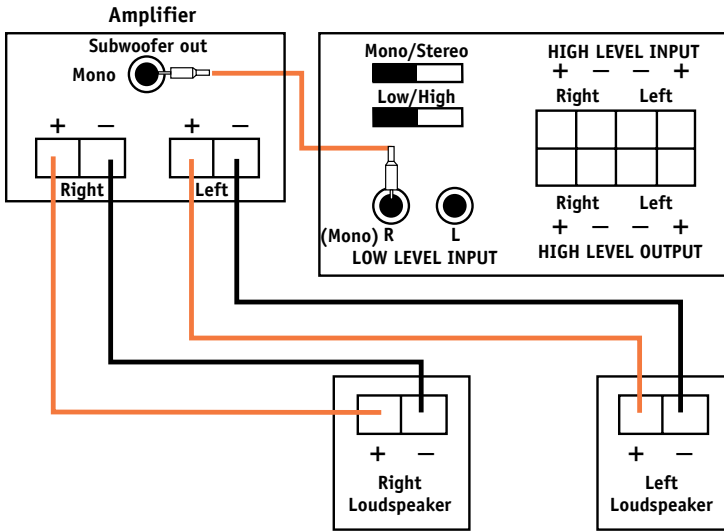 Amplifier
Subwoofer out
Mono
+ −
+ −
Right
Left
Mono/Stereo
Low/High
(Mono) R
L
LOW LEVEL INPUT
HIGH LEVEL INPUT
+ − − +
Right Left
Right Left
+ − − +
HIGH LEVEL OUTPUT
+ −
Right
Loudspeaker
+ −
Left
Loudspeaker